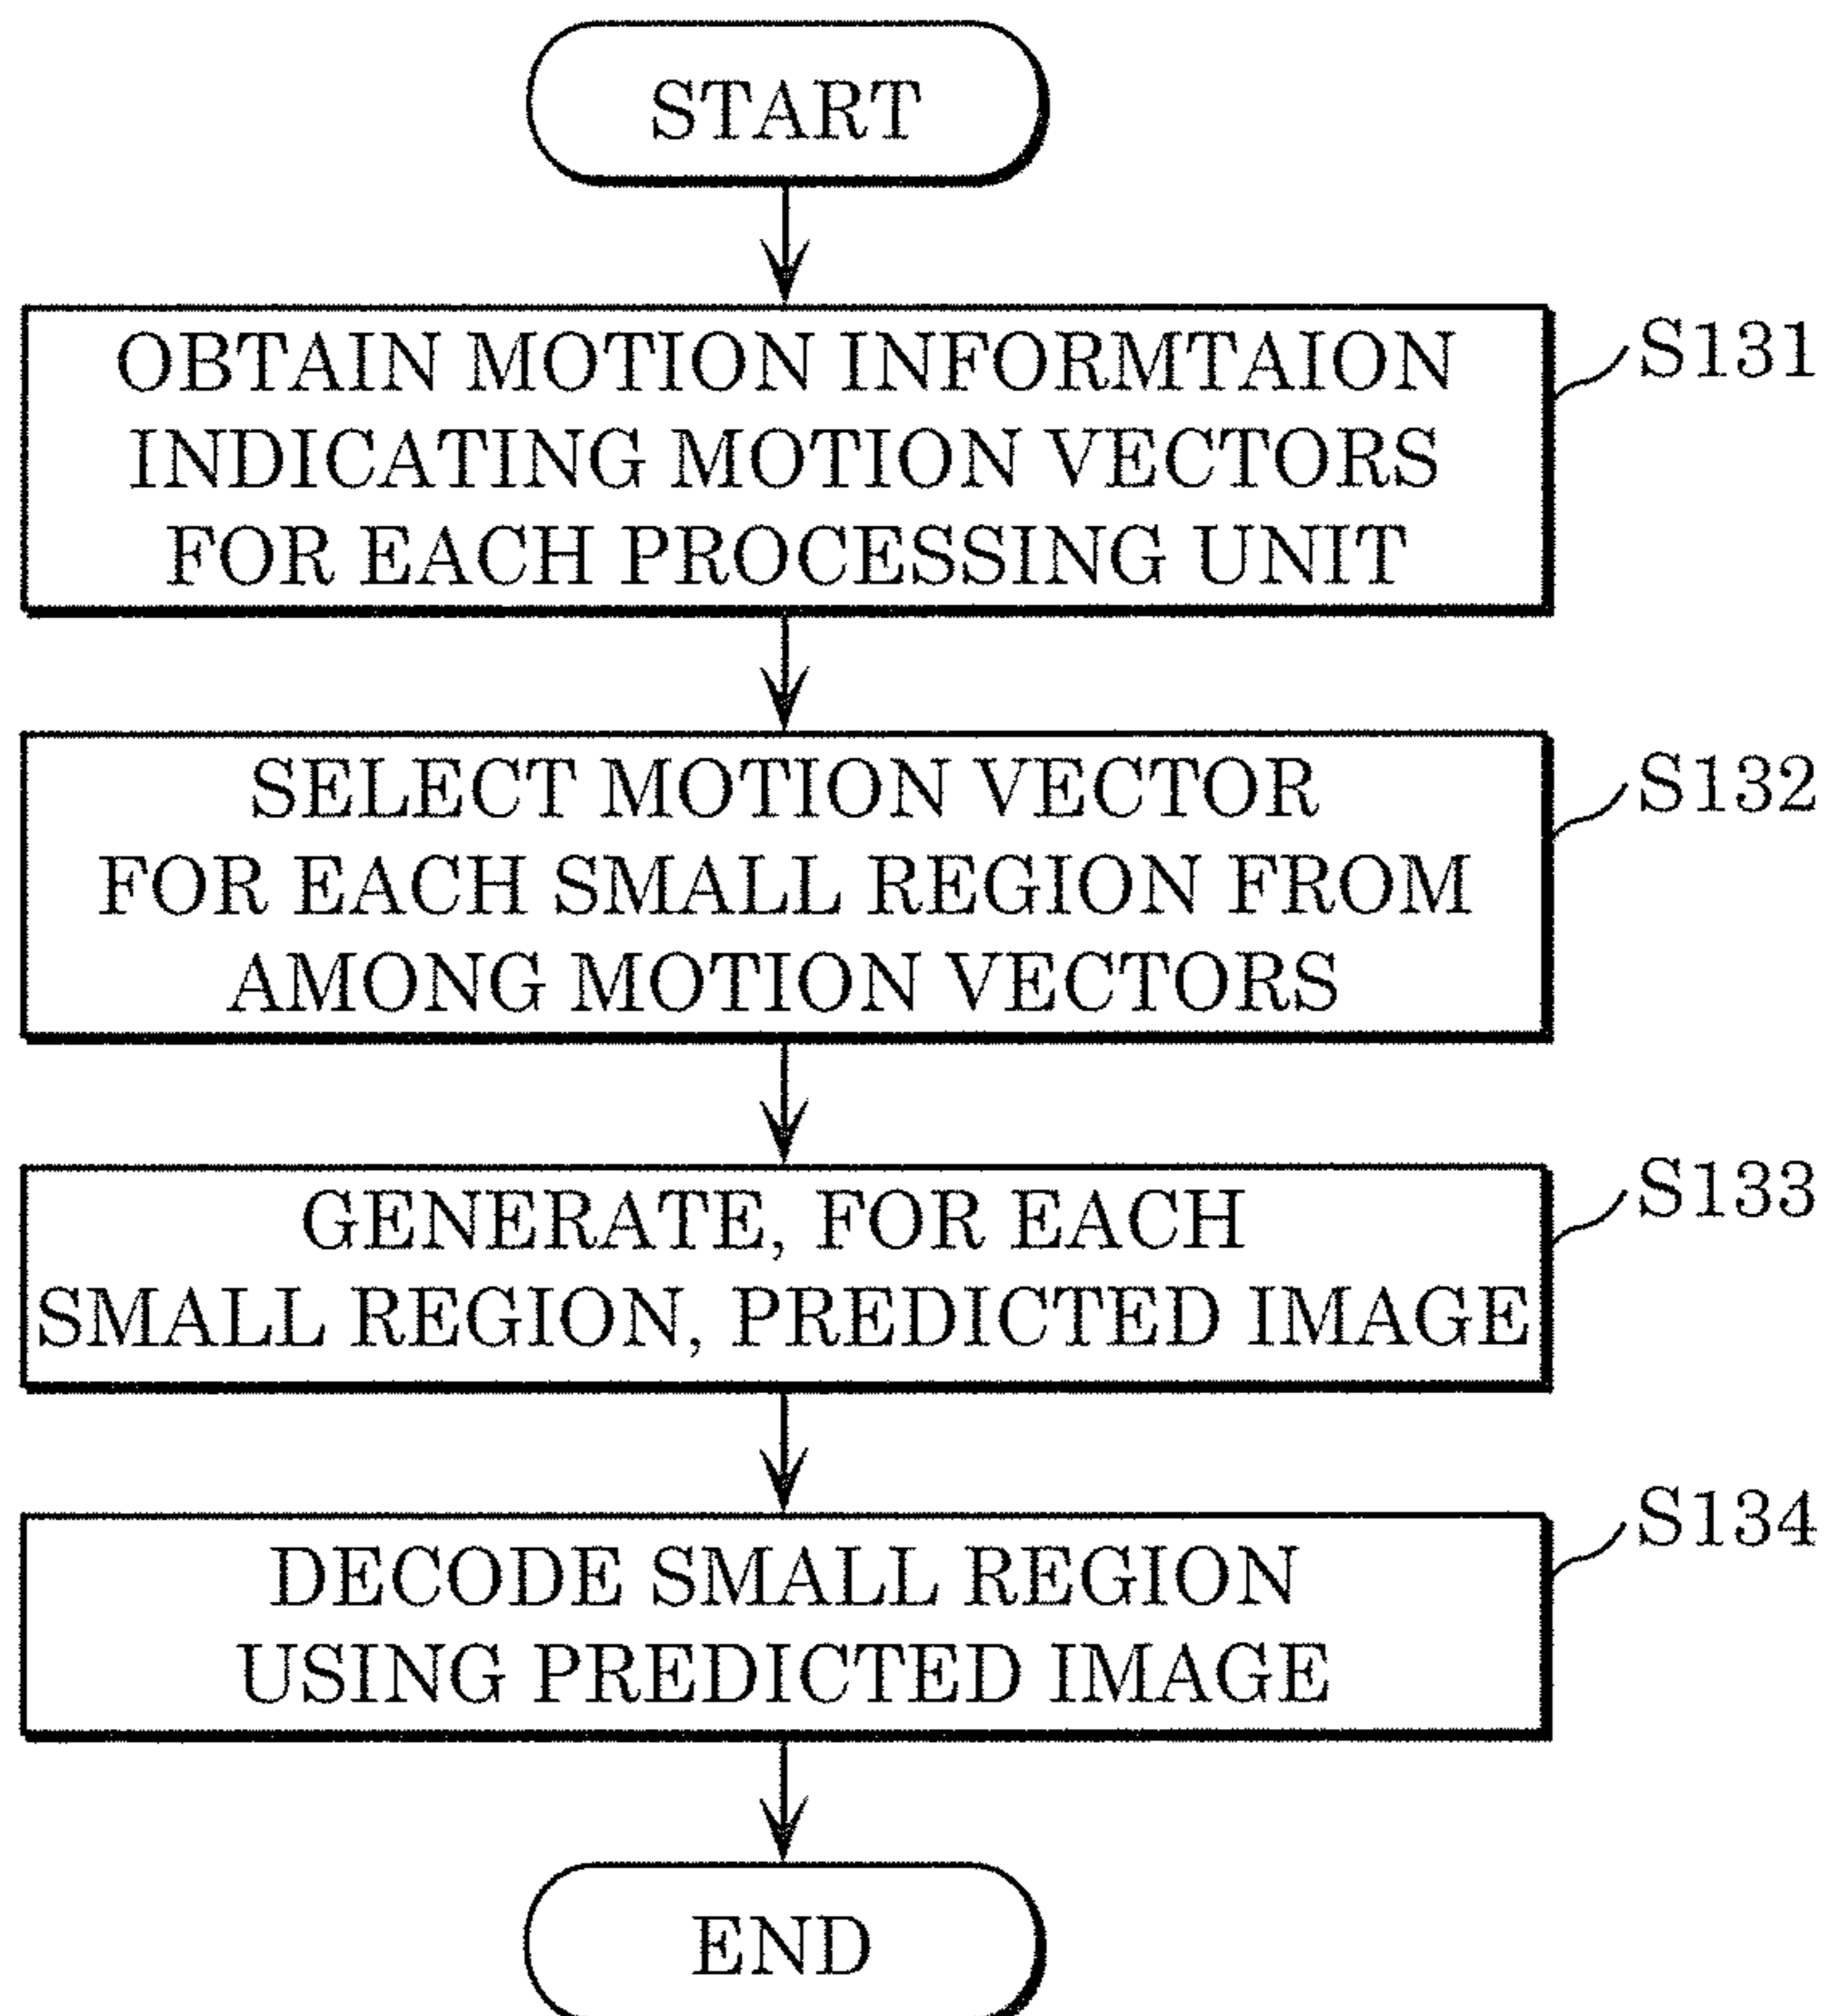 START
OBTAIN MOTION INFORMTAION
INDICATING MOTION VECTORS
FOR EACH PROCESSING UNIT
S131
SELECT MOTION VECTOR
FOR EACH SMALL REGION FROM
AMONG MOTION VECTORS
S132
GENERATE, FOR EACH
SMALL REGION, PREDICTED IMAGE
S133
DECODE SMALL REGION
USING PREDICTED IMAGE
S134
END